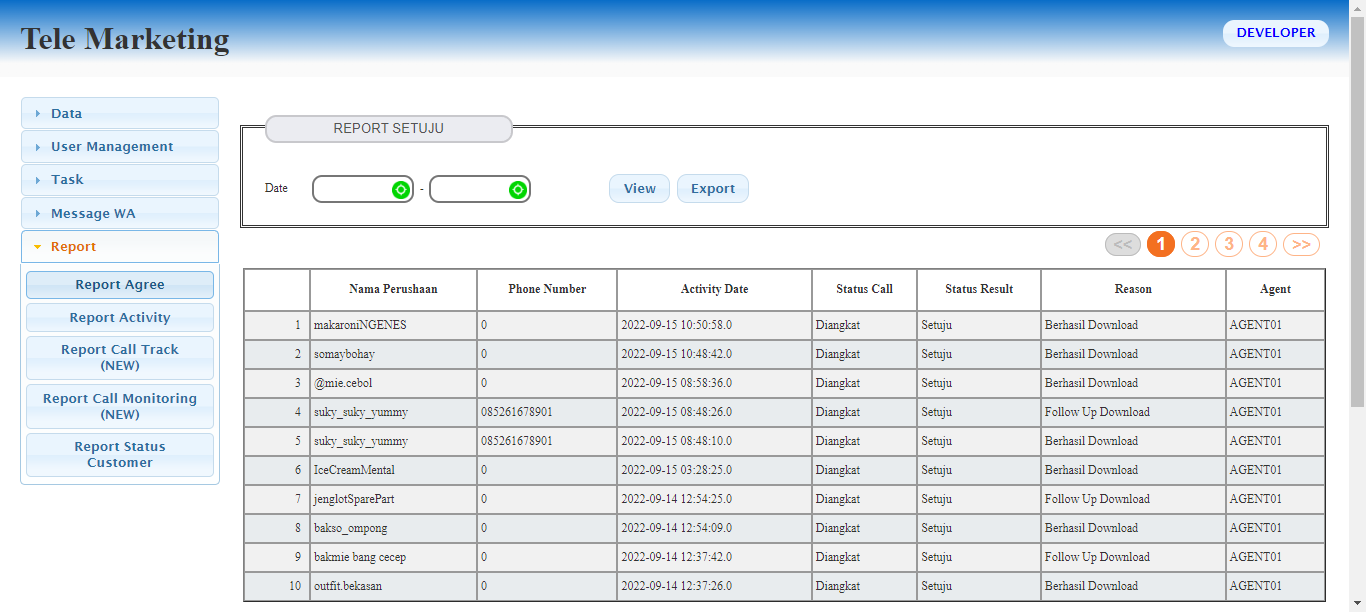 Tele Marketing
DEVELOPER
Data
User Management
Task
Message WA
Report
Report Agree
Report Activity
Report Call Track
(NEW)
Report Call Monitoring
(NEW)
Report Status
Customer
REPORT SETUJU
Date - View Export
<< 1 2 3 4 >>
Nama Perushaan Phone Number Activity Date Status Call Status Result Reason Agent
1 makaroniNGENES 0 2022-09-15 10:50:58.0 Diangkat Setuju Berhasil Download AGENT01
2 somaybohay 0 2022-09-15 10:48:42.0 Diangkat Setuju Berhasil Download AGENT01
3 @mie.cebol 0 2022-09-15 08:58:36.0 Diangkat Setuju Berhasil Download AGENT01
4 suky_suky_yummy 085261678901 2022-09-15 08:48:26.0 Diangkat Setuju Follow Up Download AGENT01
5 suky_suky_yummy 085261678901 2022-09-15 08:48:10.0 Diangkat Setuju Berhasil Download AGENT01
6 IceCreamMental 0 2022-09-15 03:28:25.0 Diangkat Setuju Berhasil Download AGENT01
7 jenglotSparePart 0 2022-09-14 12:54:25.0 Diangkat Setuju Follow Up Download AGENT01
8 bakso_ompong 0 2022-09-14 12:54:09.0 Diangkat Setuju Berhasil Download AGENT01
9 bakmie bang cecep 0 2022-09-14 12:37:42.0 Diangkat Setuju Follow Up Download AGENT01
10 outfit.bekasan 0 2022-09-14 12:37:26.0 Diangkat Setuju Berhasil Download AGENT01